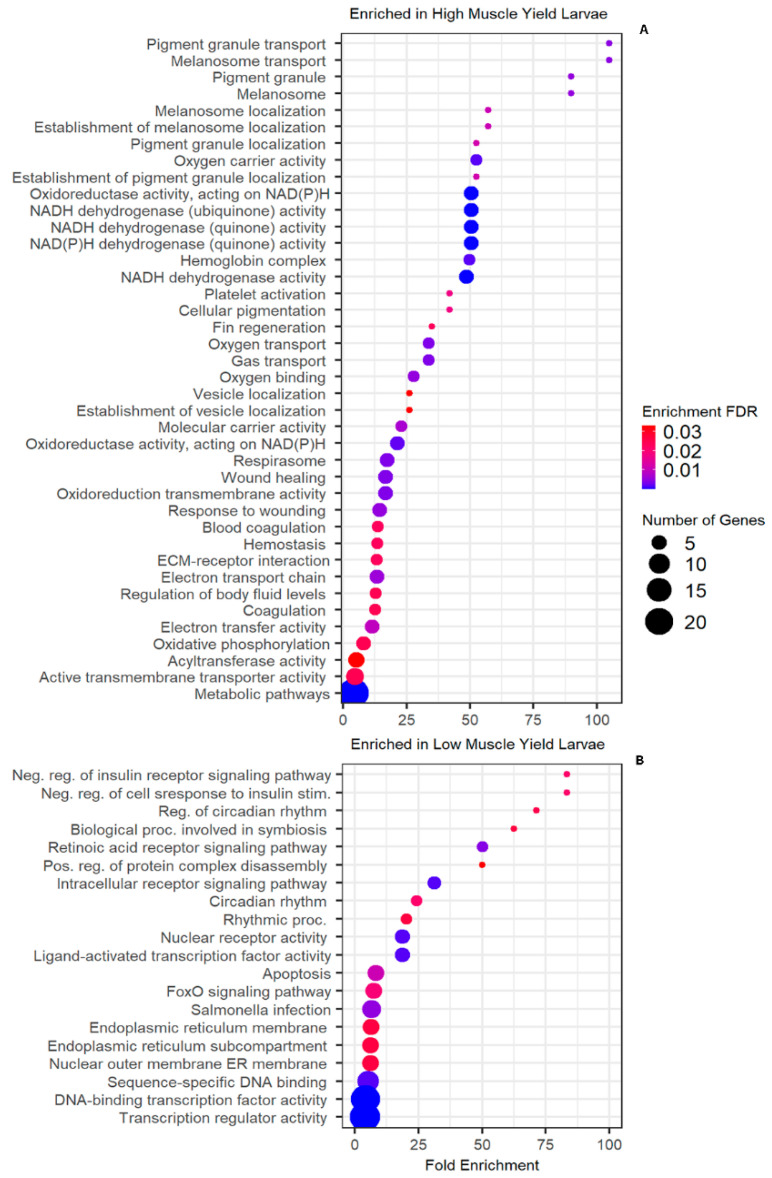 Enriched in High Muscle Yield Larvae
A
Pigment granule transport
Melanosome transport
Pigment granule
Melanosome
Melanosome localization
Establishment of melanosome localization
Pigment granule localization
Oxygen carrier activity
Establishment of pigment granule localization
Oxidoreductase activity, acting on NAD(P)H
NADH dehydrogenase (ubiquinone) activity
NADH dehydrogenase (quinone) activity
NAD(P)H dehydrogenase (quinone) activity
Hemoglobin complex
NADH dehydrogenase activity
Platelet activation
Cellular pigmentation
Fin regeneration
Oxygen transport
Gas transport
Oxygen binding
Vesicle localization
Establishment of vesicle localization
Molecular carrier activity
Oxidoreductase activity, acting on NAD(P)H
Respirasome
Wound healing
Oxidoreduction transmembrane activity
Response to wounding
Blood coagulation
Hemostasis
ECM-receptor interaction
Electron transport chain
Regulation of body fluid levels
Coagulation
Electron transfer activity
Oxidative phosphorylation
Acyltransferase activity
Active transmembrane transporter activity
Metabolic pathways
0 25 50 75 100
Enrichment FDR
0.03
0.02
0.01
Number of Genes
5
10
15
20
Enriched in Low Muscle Yield Larvae
B
Neg. reg. of insulin receptor signaling pathway
Neg. reg. of cell sresponse to insulin stim.
Reg. of circadian rhythm
Biological proc. involved in symbiosis
Retinoic acid receptor signaling pathway
Pos. reg. of protein complex disassembly
Intracellular receptor signaling pathway
Circadian rhythm
Rhythmic proc.
Nuclear receptor activity
Ligand-activated transcription factor activity
Apoptosis
FoxO signaling pathway
Salmonella infection
Endoplasmic reticulum membrane
Endoplasmic reticulum subcompartment
Nuclear outer membrane ER membrane
Sequence-specific DNA binding
DNA-binding transcription factor activity
Transcription regulator activity
0 25 50 75 100
Fold Enrichment